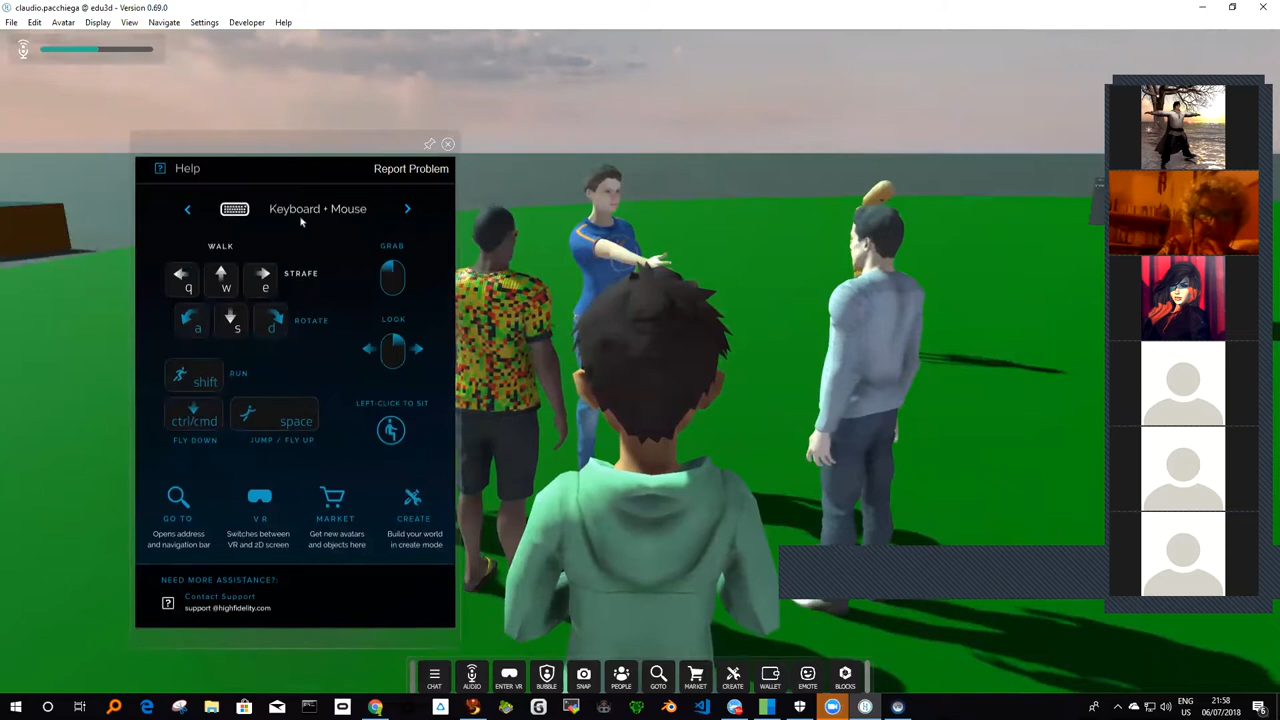 claudio.pacchiega @ edu3d - Version 0.69.0
File Edit Avatar Display View Navigate Settings Developer Help
? Help Report Problem
Keyboard + Mouse
WALK
GRAB
q w e STRAFE
LOOK
a s d ROTATE
shift RUN
LEFT-CLICK TO SIT
ctrl/cmd space
FLY DOWN JUMP / FLY UP
GO TO VR MARKET CREATE
Opens address Switches between Get new avatars Build your world
and navigation bar VR and 2D screen and objects here in create mode
NEED MORE ASSISTANCE?:
Contact Support
? support @highfidelity.com
CHAT AUDIO ENTER VR BUBBLE SNAP PEOPLE GOTO MARKET CREATE WALLET EMOTE BLOCKS
ENG 21:58
US 06/07/2018